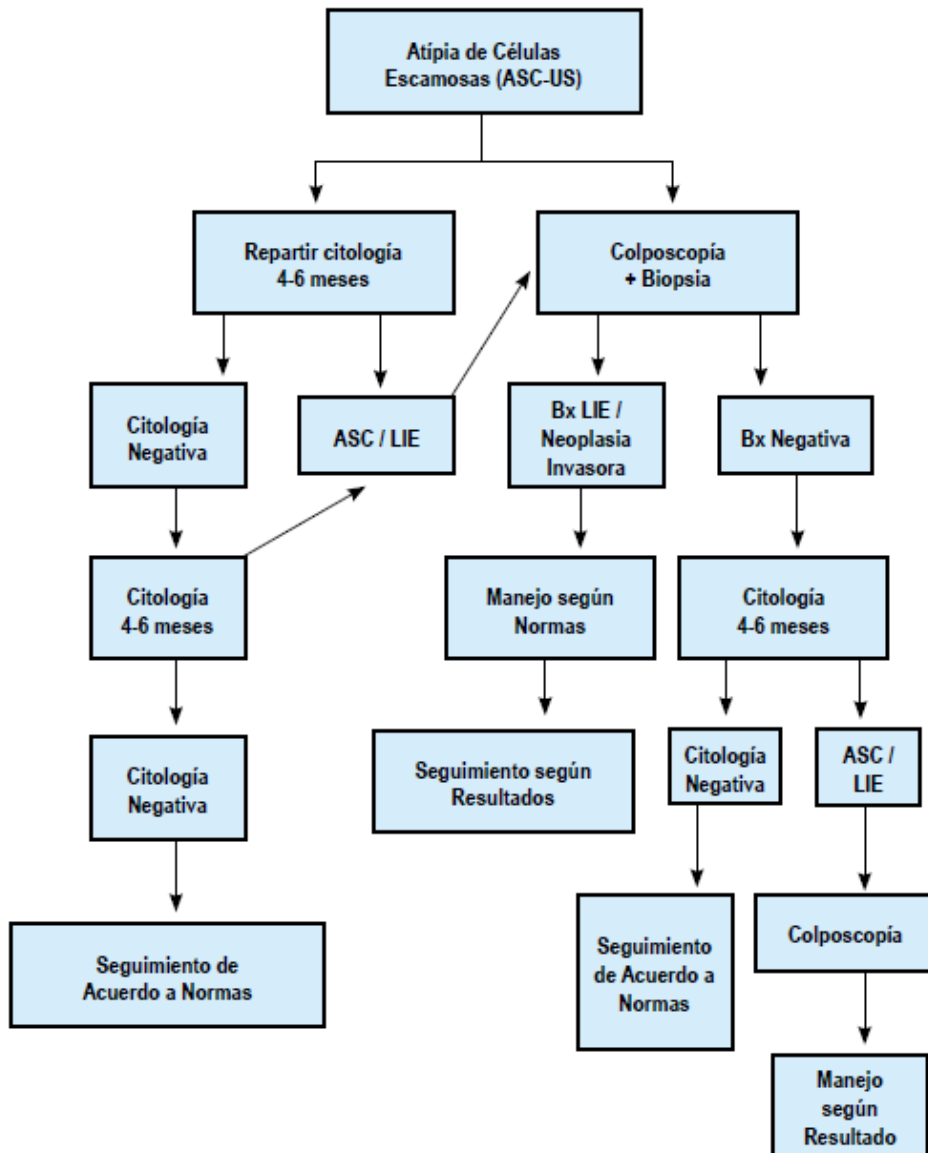 Atípia de Células
Escamosas (ASC-US)
Repartir citología
4-6 meses
Colposcopía
+ Biopsia
Citología
Negativa
ASC / LIE
Bx LIE /
Neoplasia
Invasora
Bx Negativa
Citología
4-6 meses
Manejo según
Normas
Citología
4-6 meses
Citología
Negativa
Seguimiento según
Resultados
Citología
Negativa
ASC /
LIE
Seguimiento de
Acuerdo a Normas
Seguimiento
de Acuerdo a
Normas
Colposcopía
Manejo
según
Resultado